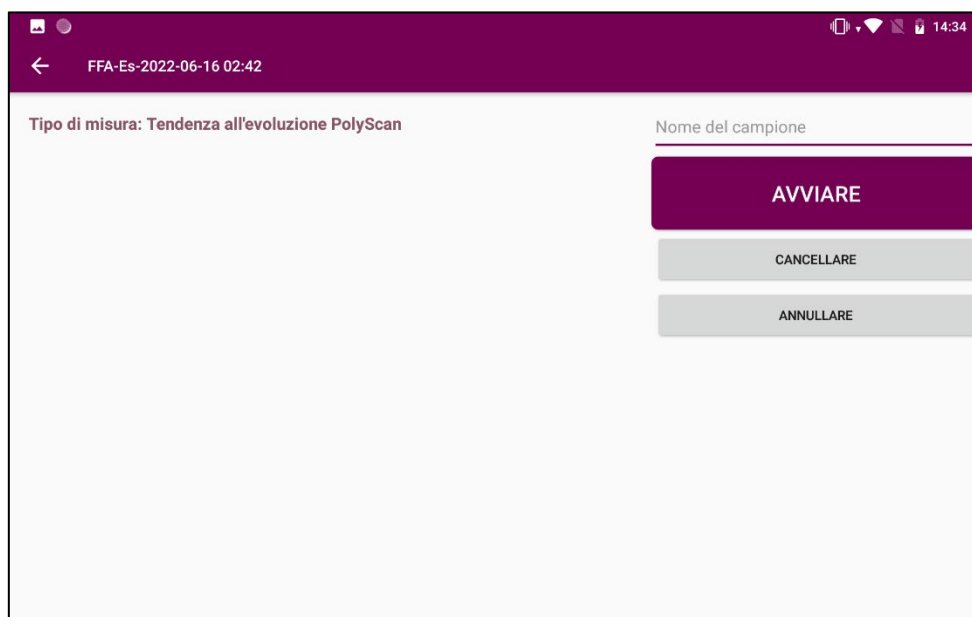 14:34
FFA-Es-2022-06-16 02:42
Tipo di misura: Tendenza all'evoluzione PolyScan
Nome del campione
AVVIARE
CANCELLARE
ANNULLARE